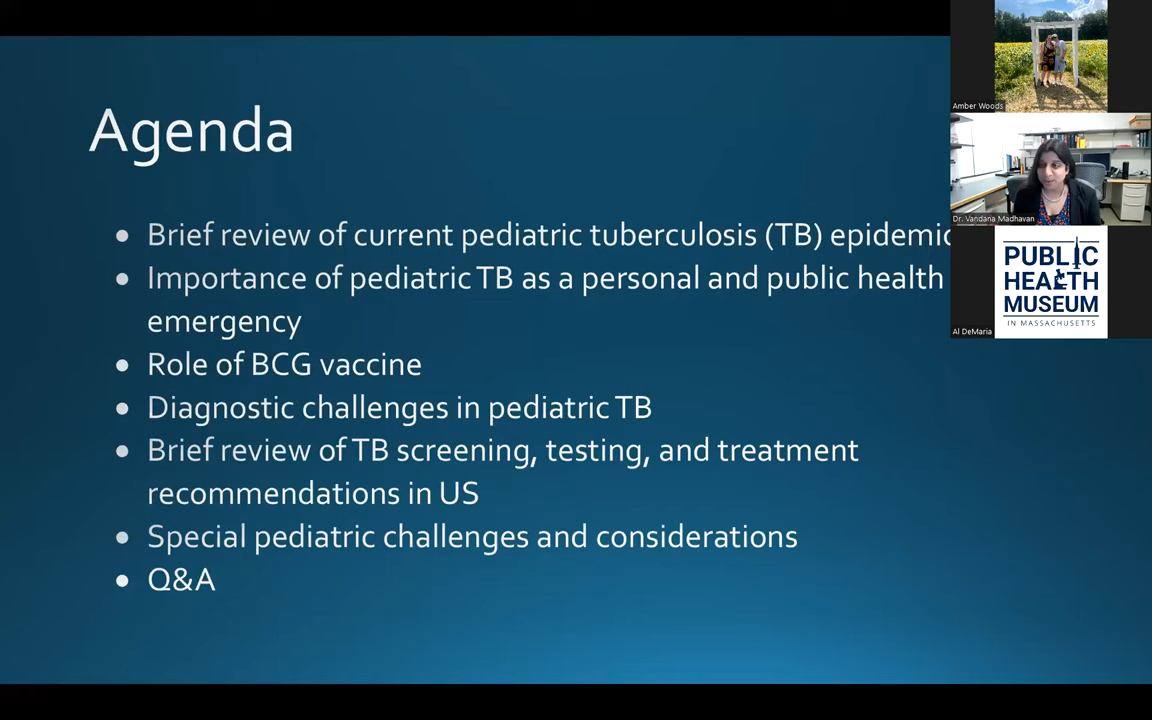 Agenda
• Brief review of current pediatric tuberculosis (TB) epidemic
• Importance of pediatric TB as a personal and public health
emergency
• Role of BCG vaccine
• Diagnostic challenges in pediatric TB
• Brief review of TB screening, testing, and treatment
recommendations in US
• Special pediatric challenges and considerations
• Q&A
Amber Woods
Dr. Vandana Madhavan
PUBLIC
HEALTH
MUSEUM
IN MASSACHUSETTS
Al DeMaria